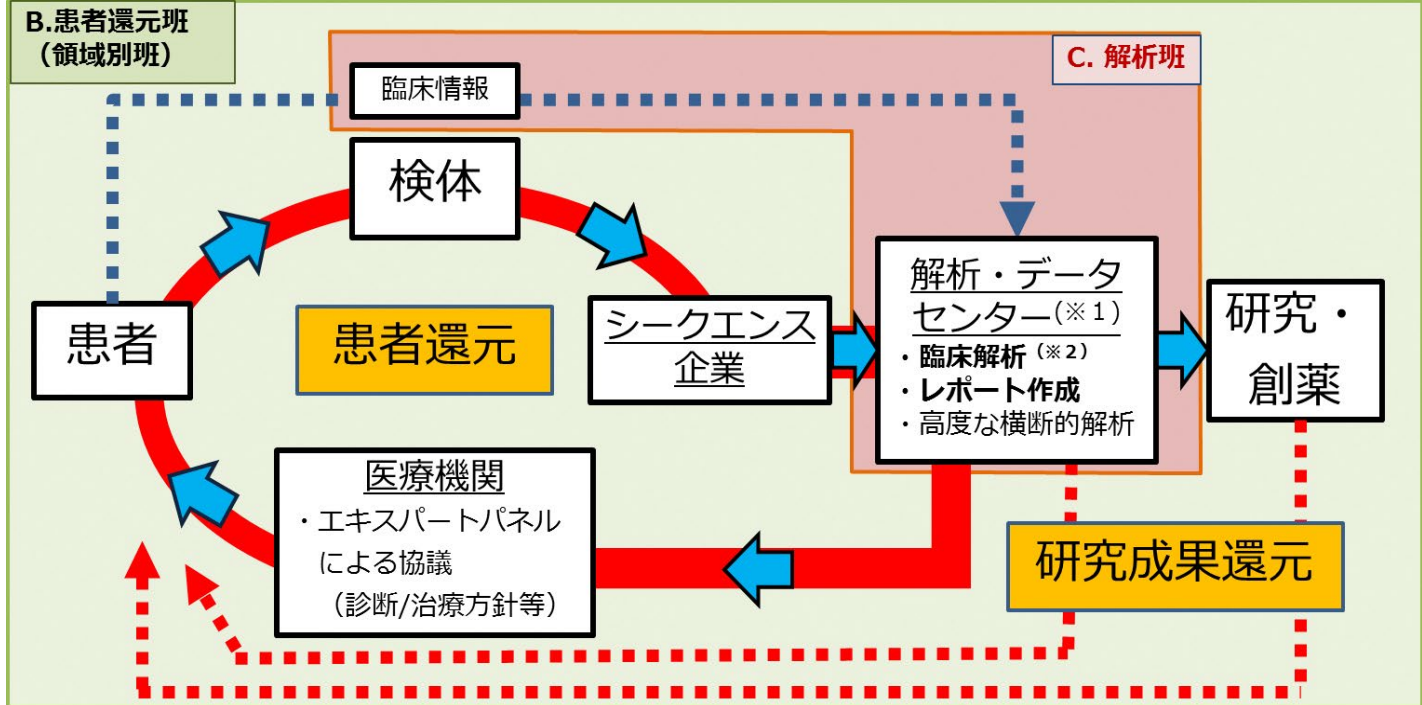 B.患者還元班
（領域別班）
C. 解析班
臨床情報
検体
患者
患者還元
シークエンス
企業
解析・データ
センター(※１)
・臨床解析（※２）
・レポート作成
・高度な横断的解析
研究・
創薬
医療機関
・エキスパートパネル
による協議
（診断/治療方針等）
研究成果還元